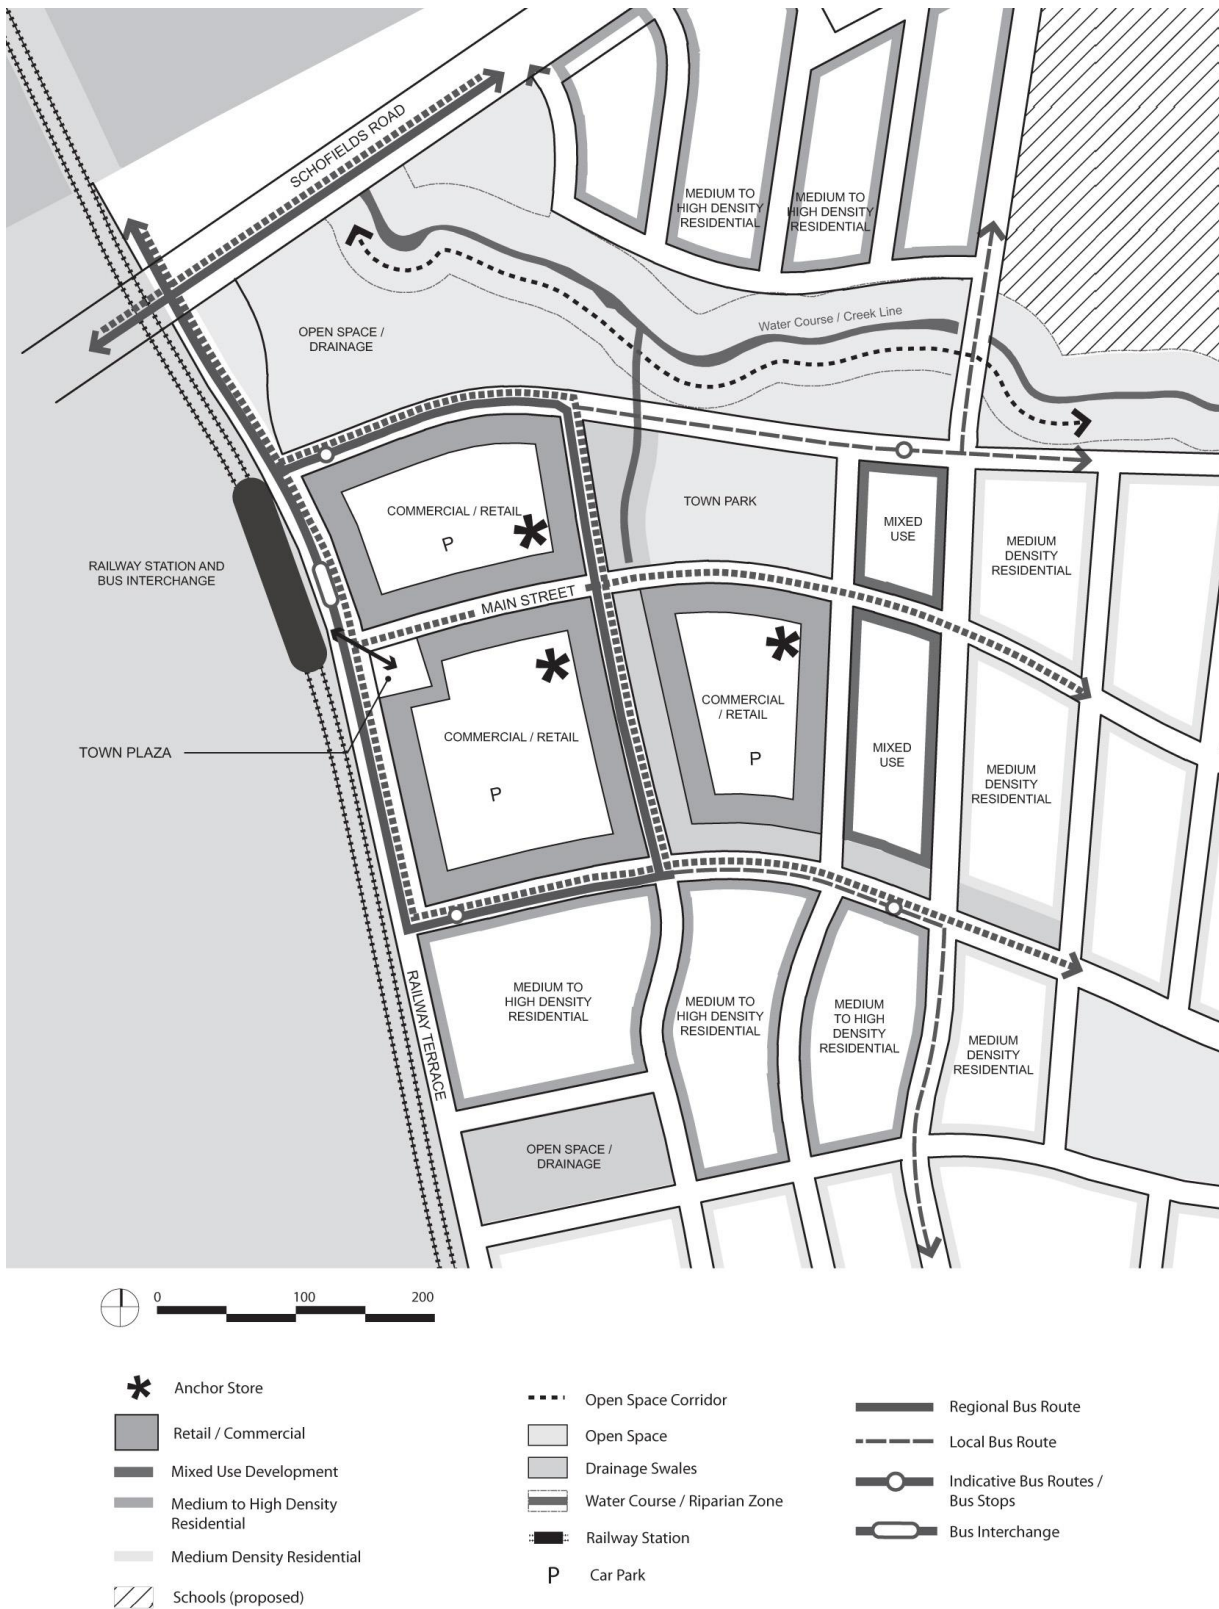 SCHOFIELDS ROAD
MEDIUM TO
HIGH DENSITY
RESIDENTIAL
MEDIUM TO
HIGH DENSITY
RESIDENTIAL
Water Course / Creek Line
OPEN SPACE /
DRAINAGE
COMMERCIAL / RETAIL
P
TOWN PARK
MIXED
USE
MEDIUM
DENSITY
RESIDENTIAL
RAILWAY STATION AND
BUS INTERCHANGE
MAIN STREET
COMMERCIAL
/ RETAIL
P
TOWN PLAZA
COMMERCIAL / RETAIL
P
MIXED
USE
MEDIUM
DENSITY
RESIDENTIAL
RAILWAY TERRACE
MEDIUM TO
HIGH DENSITY
RESIDENTIAL
MEDIUM TO
HIGH DENSITY
RESIDENTIAL
MEDIUM
TO HIGH
DENSITY
RESIDENTIAL
MEDIUM
DENSITY
RESIDENTIAL
OPEN SPACE /
DRAINAGE
0 100 200
Anchor Store
Retail / Commercial
Mixed Use Development
Medium to High Density
Residential
Medium Density Residential
Schools (proposed)
Open Space Corridor
Open Space
Drainage Swales
Water Course / Riparian Zone
Railway Station
P Car Park
Regional Bus Route
Local Bus Route
Indicative Bus Routes /
Bus Stops
Bus Interchange